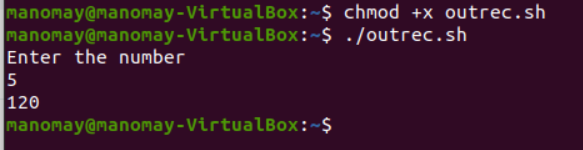 manomay@manomay-VirtualBox:~$ chmod +x outrec.sh
manomay@manomay-VirtualBox:~$ ./outrec.sh
Enter the number
5
120
manomay@manomay-VirtualBox:~$